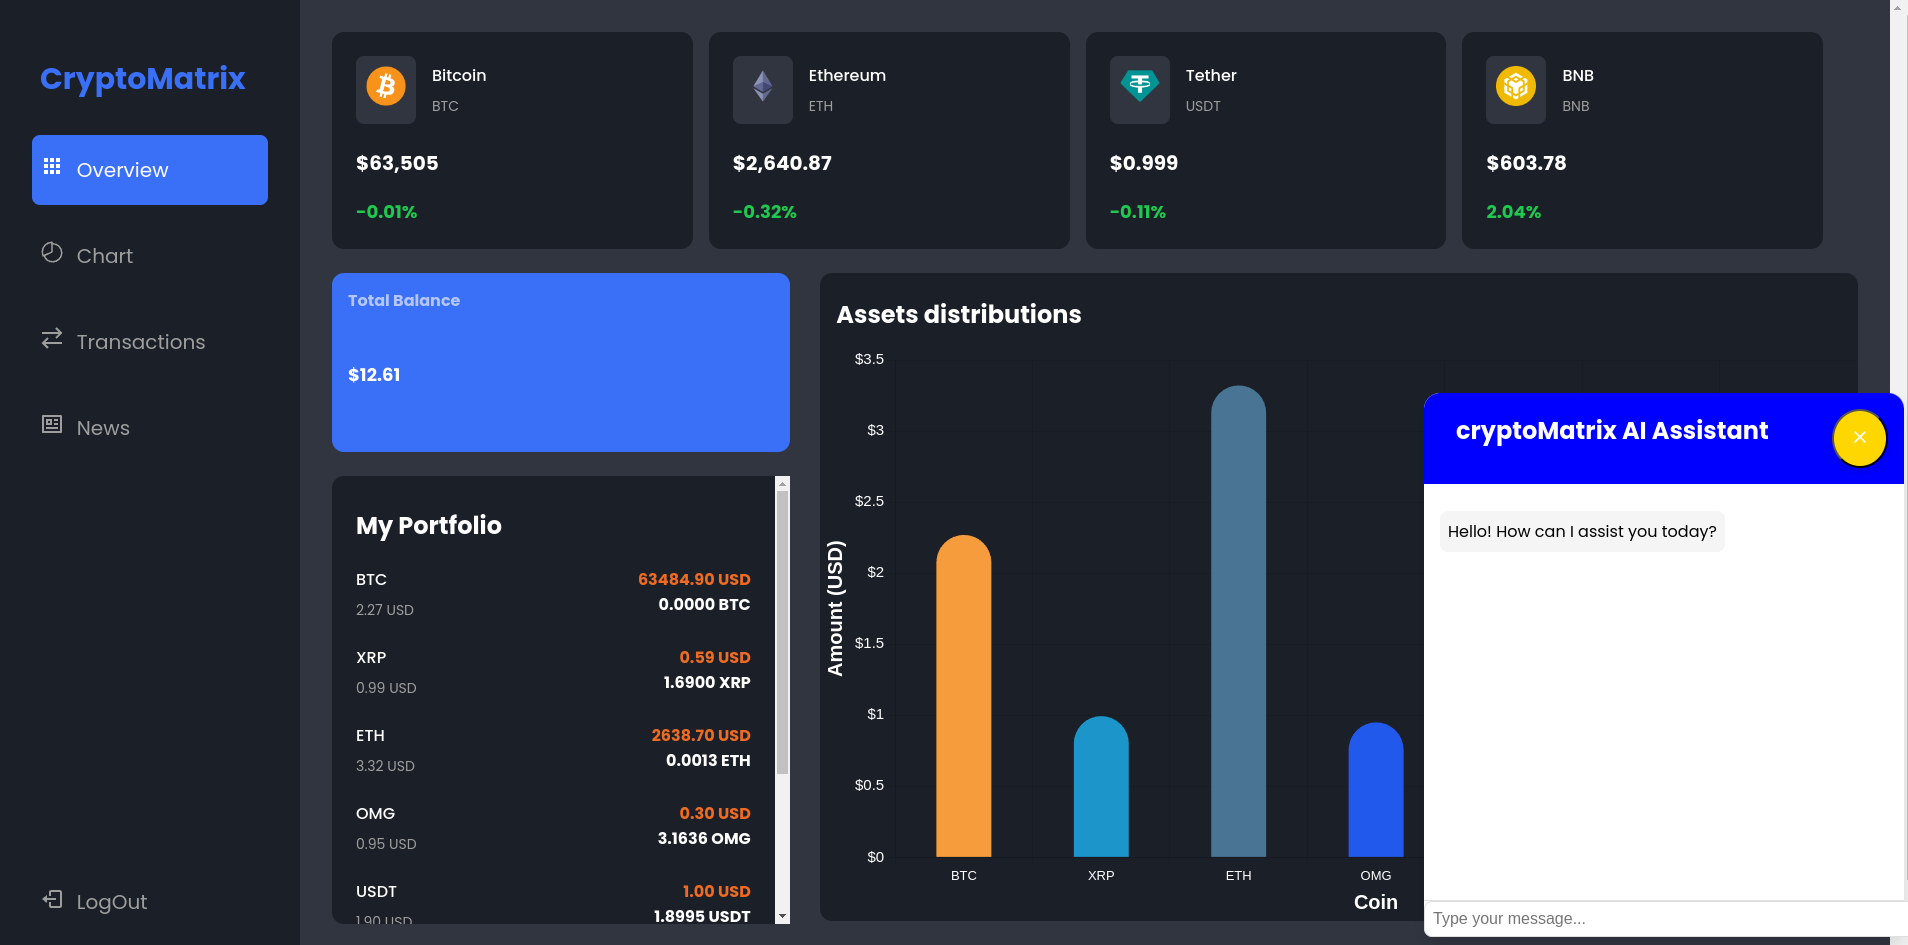 CryptoMatrix
Overview
Chart
Transactions
News
LogOut
Bitcoin
BTC
$63,505
-0.01%
Ethereum
ETH
$2,640.87
-0.32%
Tether
USDT
$0.999
-0.11%
BNB
BNB
$603.78
2.04%
Total Balance
$12.61
My Portfolio
BTC 63484.90 USD
2.27 USD 0.0000 BTC
XRP 0.59 USD
0.99 USD 1.6900 XRP
ETH 2638.70 USD
3.32 USD 0.0013 ETH
OMG 0.30 USD
0.95 USD 3.1636 OMG
USDT 1.00 USD
1.90 USD 1.8995 USDT
Assets distributions
Amount (USD)
$3.5
$3
$2.5
$2
$1.5
$1
$0.5
$0
BTC XRP ETH OMG
Coin
cryptoMatrix AI Assistant
Hello! How can I assist you today?
Type your message...